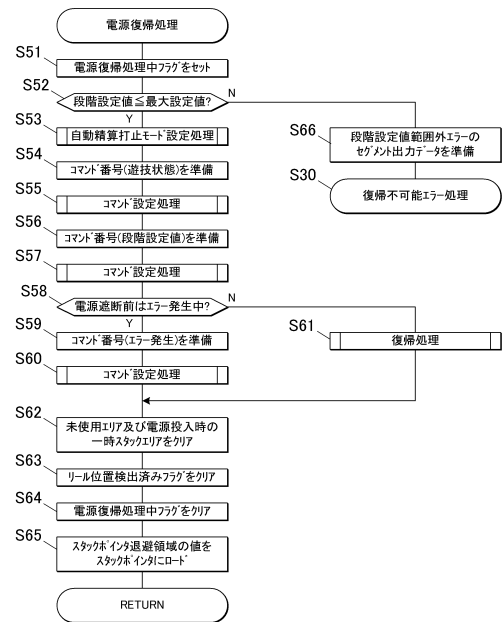 電源復帰処理
S51
電源復帰処理中フラグをセット
S52
段階設定値≦最大設定値?
N
Y
S53
自動精算打止モード設定処理
S66
段階設定値範囲外エラーの
セグメント出力データを準備
S54
コマンド番号(遊技状態)を準備
S30
復帰不可能エラー処理
S55
コマンド設定処理
S56
コマンド番号(段階設定値)を準備
S57
コマンド設定処理
S58
電源遮断前はエラー発生中?
N
Y
S59
コマンド番号(エラー発生)を準備
S61
復帰処理
S60
コマンド設定処理
S62
未使用エリア及び電源投入時の
一時スタックエリアをクリア
S63
リール位置検出済みフラグをクリア
S64
電源復帰処理中フラグをクリア
S65
スタックポインタ退避領域の値を
スタックポインタにロード
RETURN